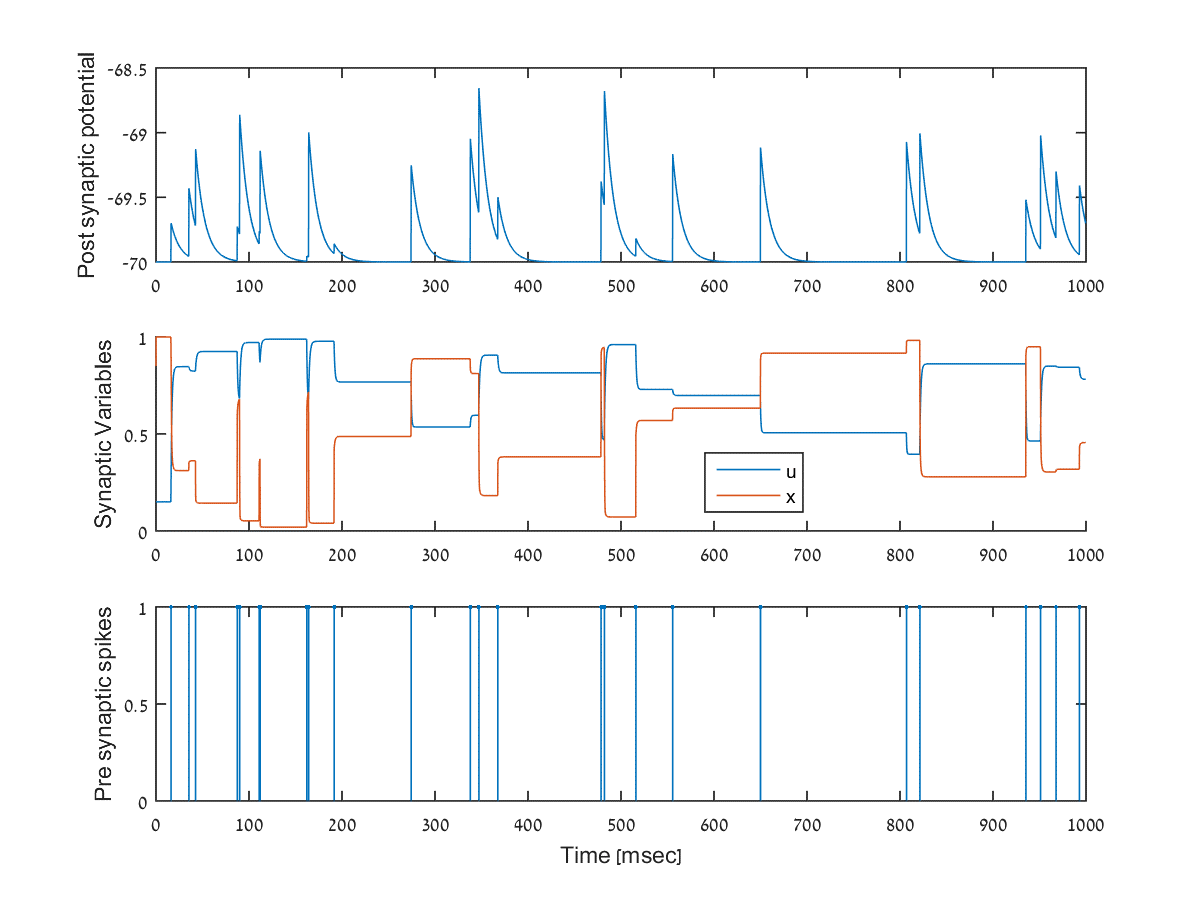 Post synaptic potential
-68.5
-69
-69.5
-70
0 100 200 300 400 500 600 700 800 900 1000
Synaptic Variables
1
0.5
0
u
x
0 100 200 300 400 500 600 700 800 900 1000
Pre synaptic spikes
1
0.5
0
0 100 200 300 400 500 600 700 800 900 1000
Time [msec]